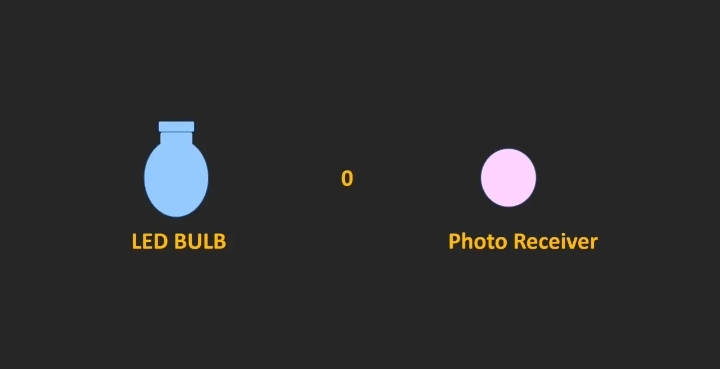 0
LED BULB
Photo Receiver